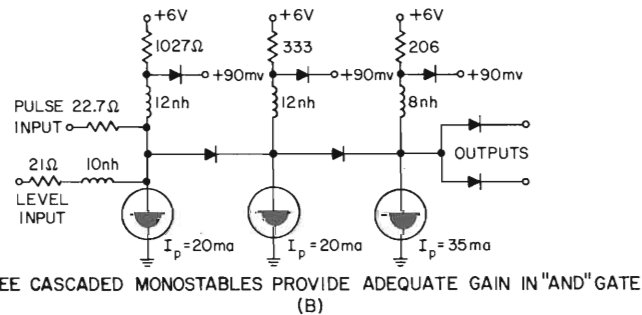 +6V +6V +6V
1027Ω 333 206
+90mv +90mv +90mv
12nh 12nh 8nh
PULSE 22.7Ω
INPUT
21Ω 10nh
LEVEL
INPUT
OUTPUTS
Ip=20ma Ip=20ma Ip=35ma
EE CASCADED MONOSTABLES PROVIDE ADEQUATE GAIN IN "AND" GATE
(B)